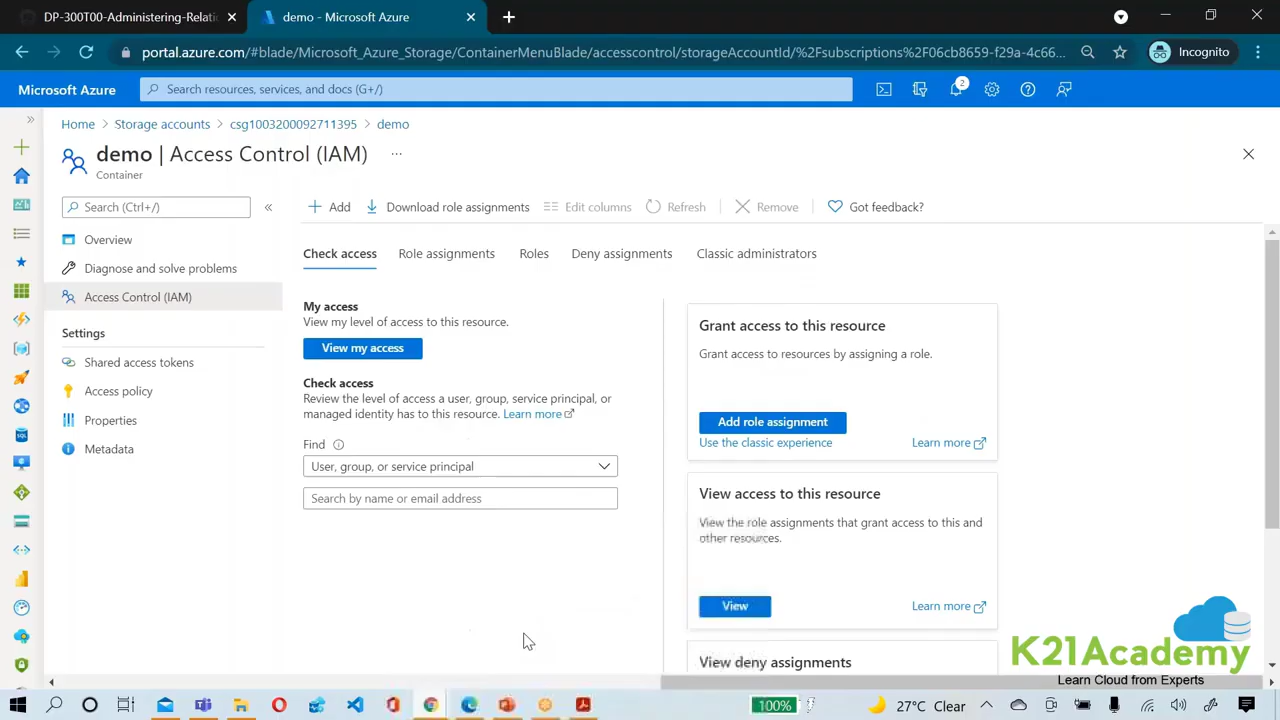 DP-300T00-Administering-Relatio
demo - Microsoft Azure
portal.azure.com/#blade/Microsoft_Azure_Storage/ContainerMenuBlade/accesscontrol/storageAccountId/%2Fsubscriptions%2F06cb8659-f29a-4c66...
Incognito
Microsoft Azure
Search resources, services, and docs (G+/)
2
Home > Storage accounts > csg1003200092711395 > demo
demo | Access Control (IAM) ...
Container
Search (Ctrl+/)
Add
Download role assignments
Edit columns
Refresh
Remove
Got feedback?
Overview
Diagnose and solve problems
Access Control (IAM)
Settings
Shared access tokens
Access policy
Properties
Metadata
Check access
Role assignments
Roles
Deny assignments
Classic administrators
My access
View my level of access to this resource.
View my access
Check access
Review the level of access a user, group, service principal, or
managed identity has to this resource. Learn more
Find
User, group, or service principal
Search by name or email address
Grant access to this resource
Grant access to resources by assigning a role.
Add role assignment
Use the classic experience
Learn more
View access to this resource
View the role assignments that grant access to this and
other resources.
View
Learn more
View deny assignments
K21Academy
Learn Cloud from Experts
100%
27°C Clear